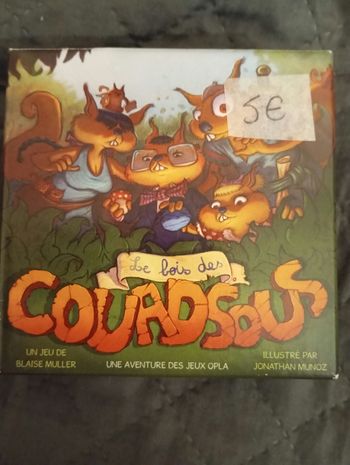 5€
Le bois des
COUADSOUS
UN JEU DE
BLAISE MULLER
UNE AVENTURE DES JEUX OPLA
ILLUSTRÉ PAR
JONATHAN MUNOZ